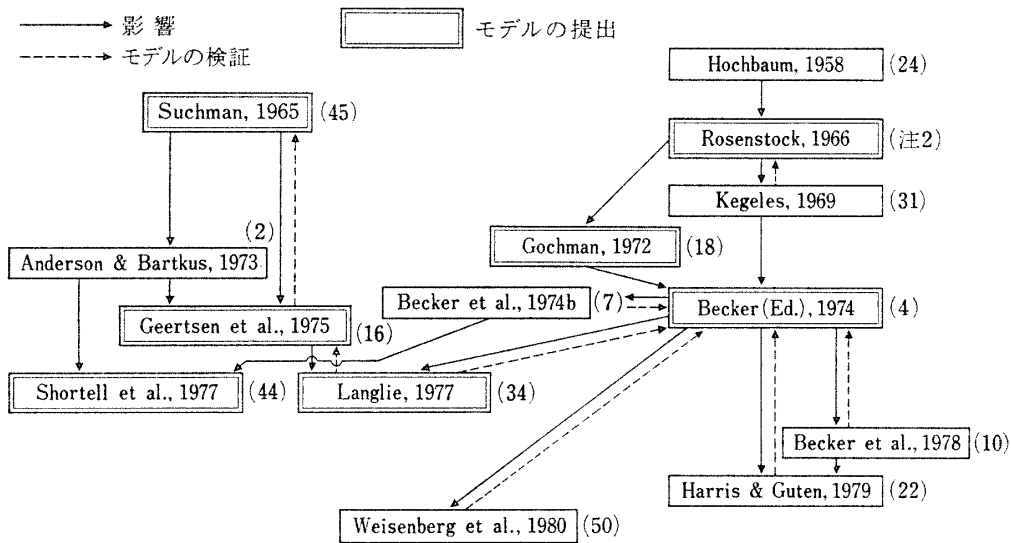 影響
モデルの検証
モデルの提出
Hochbaum, 1958 (24)
Suchman, 1965 (45)
Rosenstock, 1966 (注2)
Kegeles, 1969 (31)
(2)
Anderson & Bartkus, 1973
Gochman, 1972 (18)
Becker et al., 1974b (7)
Becker (Ed.), 1974 (4)
Geertsen et al., 1975 (16)
Shortell et al., 1977 (44)
Langlie, 1977 (34)
Becker et al., 1978 (10)
Harris & Guten, 1979 (22)
Weisenberg et al., 1980 (50)